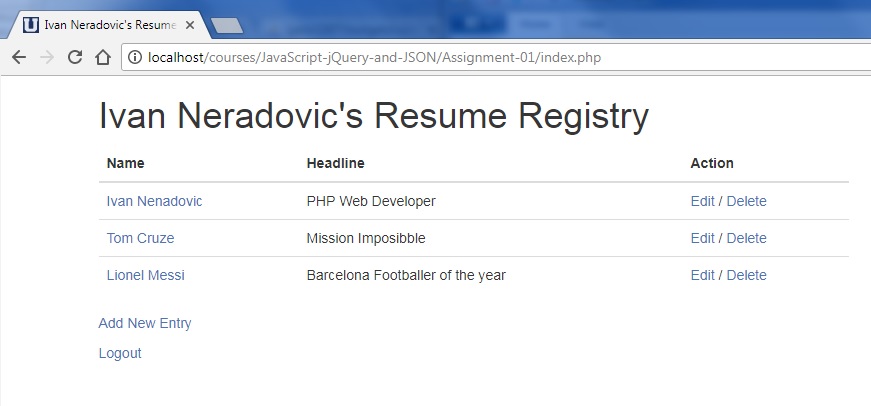 Ivan Neradovic's Resume
localhost/courses/JavaScript-jQuery-and-JSON/Assignment-01/index.php
Ivan Neradovic's Resume Registry
Name Headline Action
Ivan Nenadovic PHP Web Developer Edit / Delete
Tom Cruze Mission Imposibble Edit / Delete
Lionel Messi Barcelona Footballer of the year Edit / Delete
Add New Entry
Logout